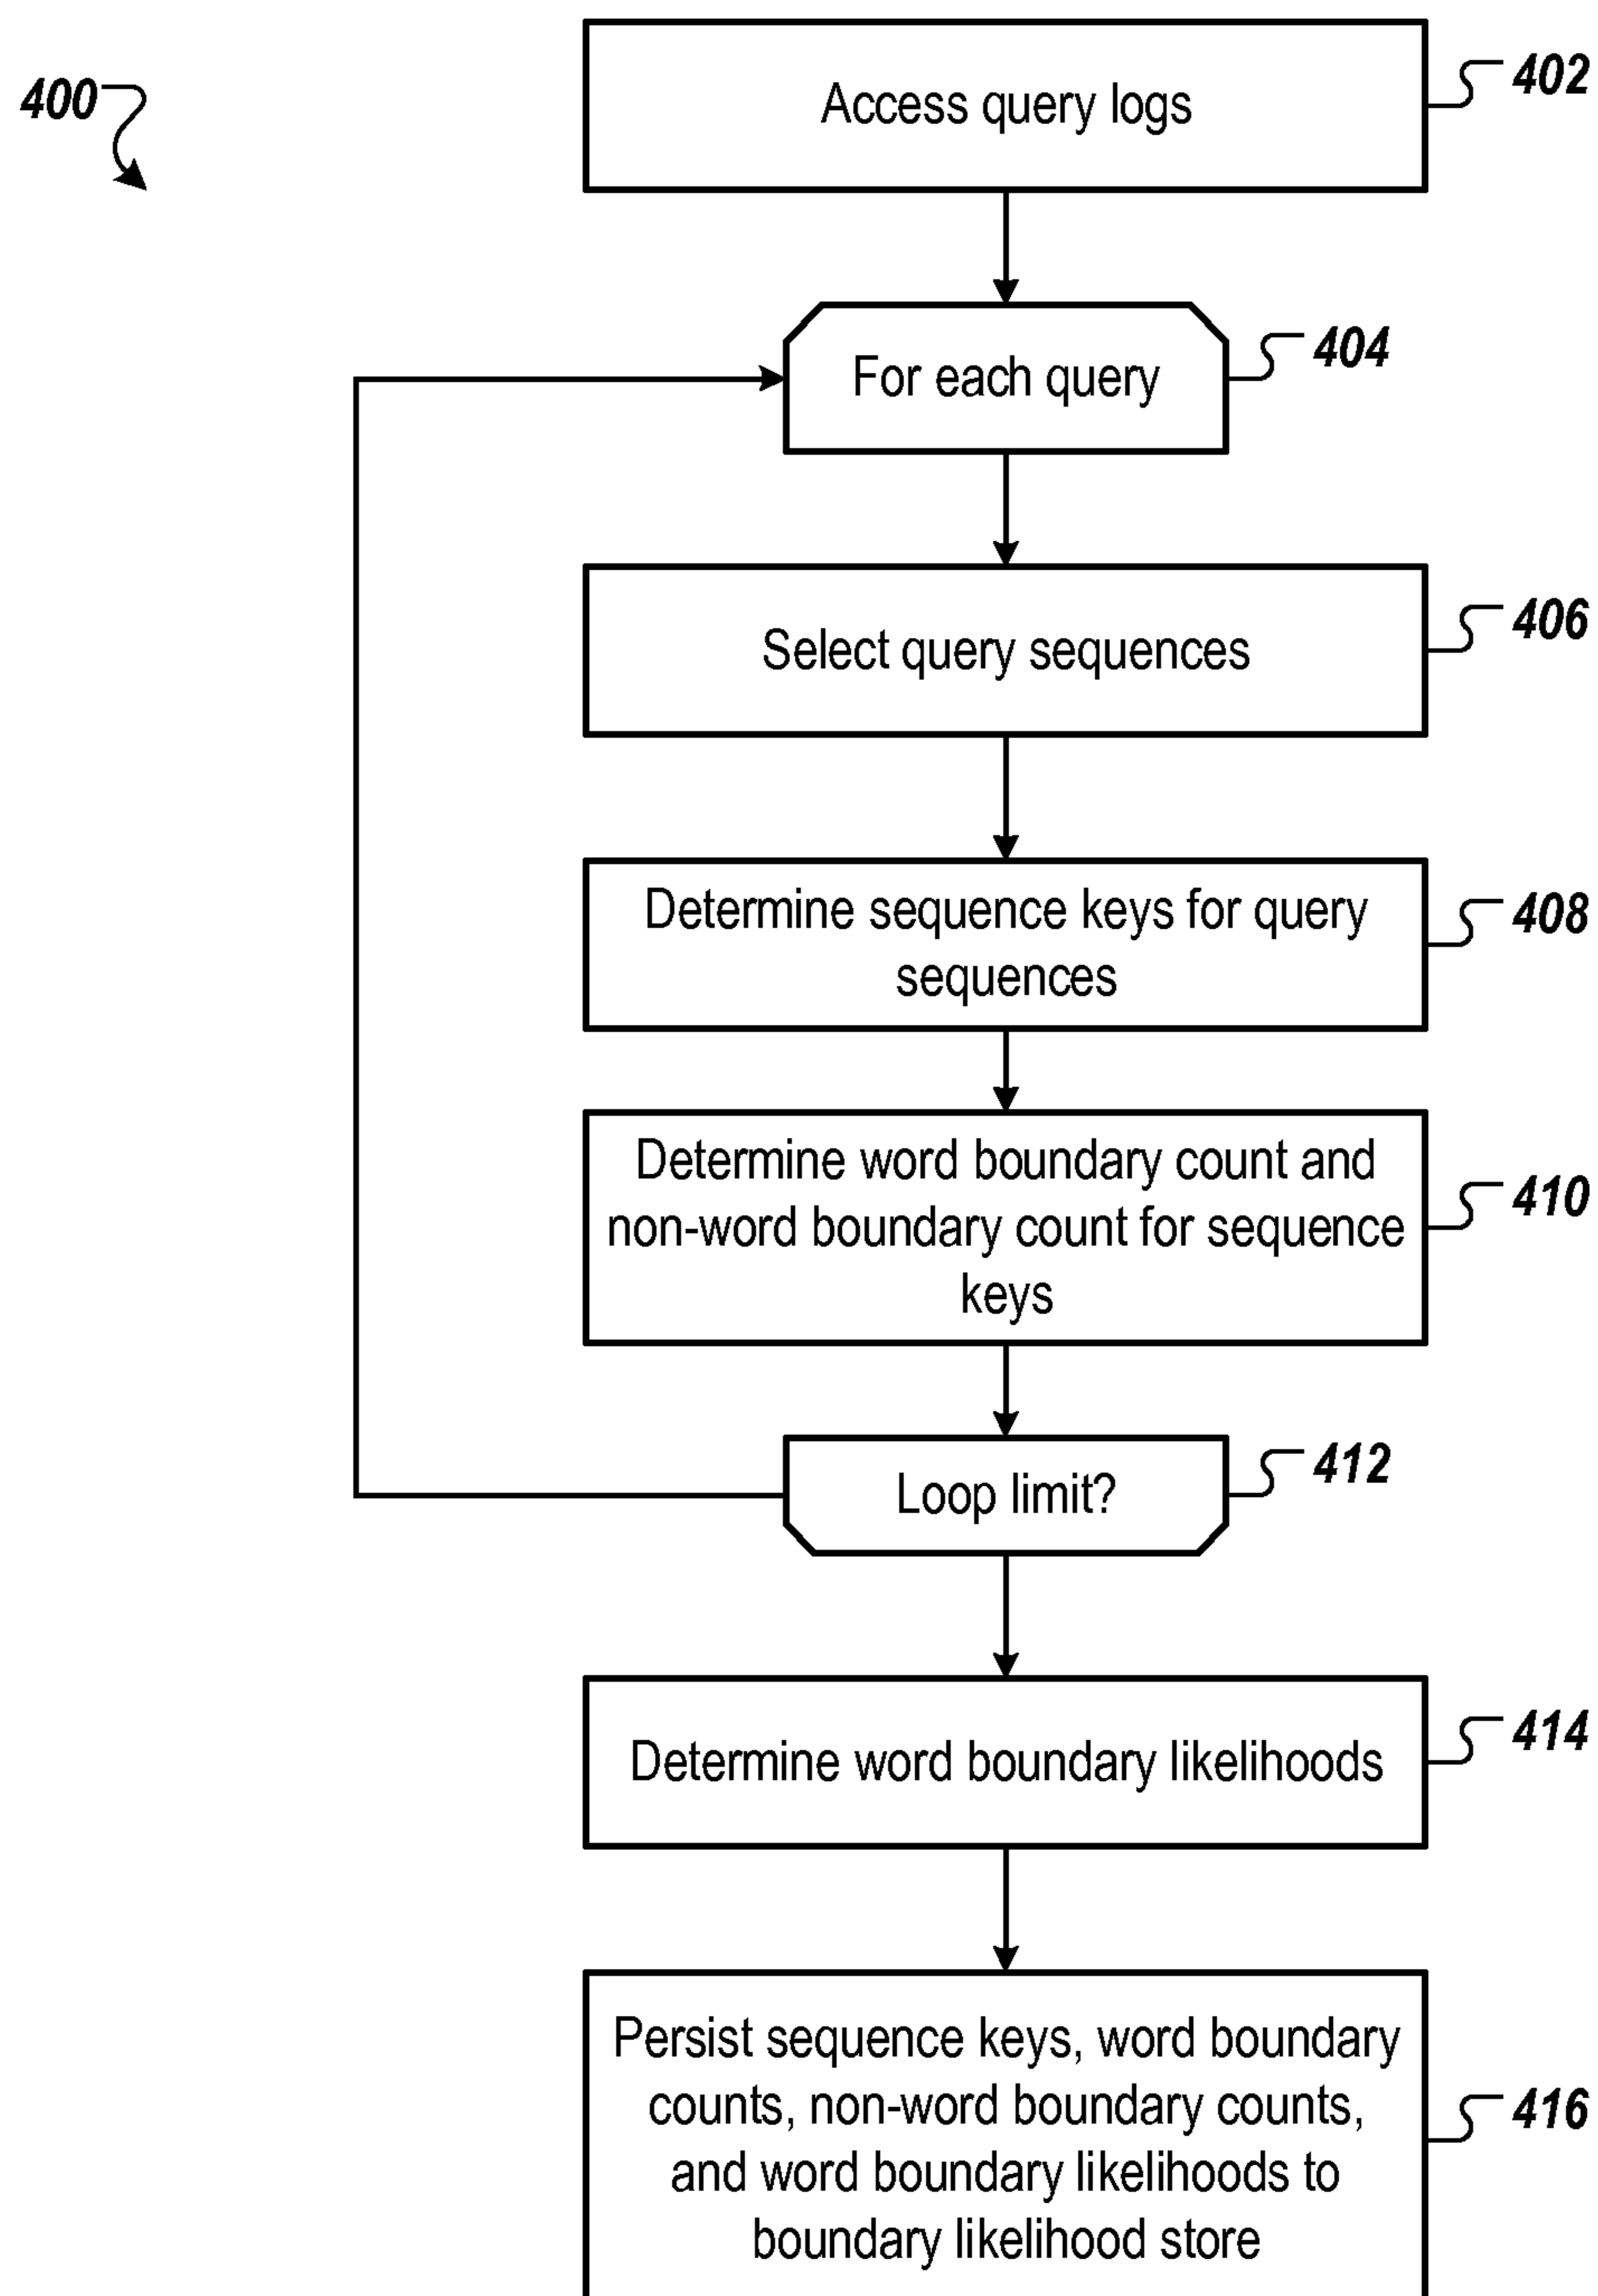 400
Access query logs
402
For each query
404
Select query sequences
406
Determine sequence keys for query
sequences
408
Determine word boundary count and
non-word boundary count for sequence
keys
410
Loop limit?
412
Determine word boundary likelihoods
414
Persist sequence keys, word boundary
counts, non-word boundary counts,
and word boundary likelihoods to
boundary likelihood store
416